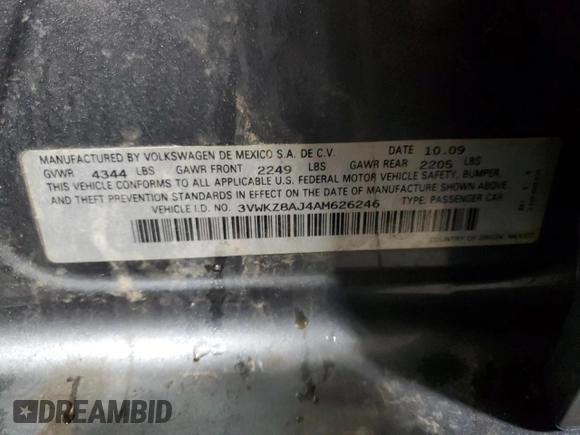 MANUFACTURED BY VOLKSWAGEN DE MEXICO S.A. DE C.V. DATE 10.09
GVWR 4344 LBS GAWR FRONT 2249 LBS GAWR REAR 2205 LBS
THIS VEHICLE CONFORMS TO ALL APPLICABLE U.S. FEDERAL MOTOR VEHICLE SAFETY, BUMPER,
AND THEFT PREVENTION STANDARDS IN EFFECT ON THE DATE OF MANUFACTURE SHOWN ABOVE.
VEHICLE I.D. NO. 3VWKZ8AJ4AM626246 TYPE: PASSENGER CAR
COUNTRY OF ORIGIN: MEXICO
DREAMBID